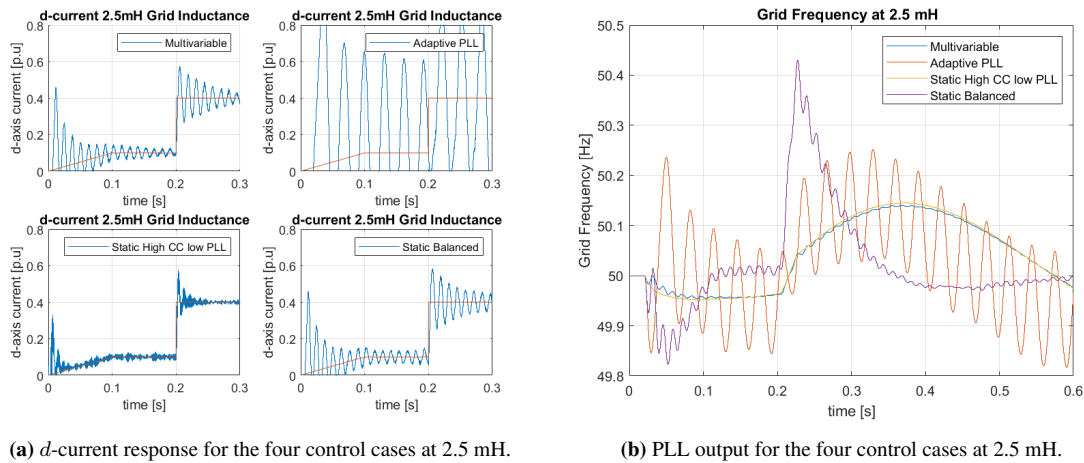 d-current 2.5mH Grid Inductance
0.8
0.6
0.4
0.2
0
d-axis current [p.u]
Multivariable
0
0.1
0.2
0.3
time [s]
d-current 2.5mH Grid Inductance
0.8
0.6
0.4
0.2
0
d-axis current [p.u]
Adaptive PLL
0
0.1
0.2
0.3
time [s]
d-current 2.5mH Grid Inductance
0.8
0.6
0.4
0.2
0
d-axis current [p.u]
Static High CC low PLL
0
0.1
0.2
0.3
time [s]
d-current 2.5mH Grid Inductance
0.8
0.6
0.4
0.2
0
d-axis current [p.u]
Static Balanced
0
0.1
0.2
0.3
time [s]
(a) d-current response for the four control cases at 2.5 mH.
Grid Frequency at 2.5 mH
50.5
50.4
50.3
50.2
50.1
50
49.9
49.8
Grid Frequency [Hz]
Multivariable
Adaptive PLL
Static High CC low PLL
Static Balanced
0
0.1
0.2
0.3
0.4
0.5
0.6
time [s]
(b) PLL output for the four control cases at 2.5 mH.